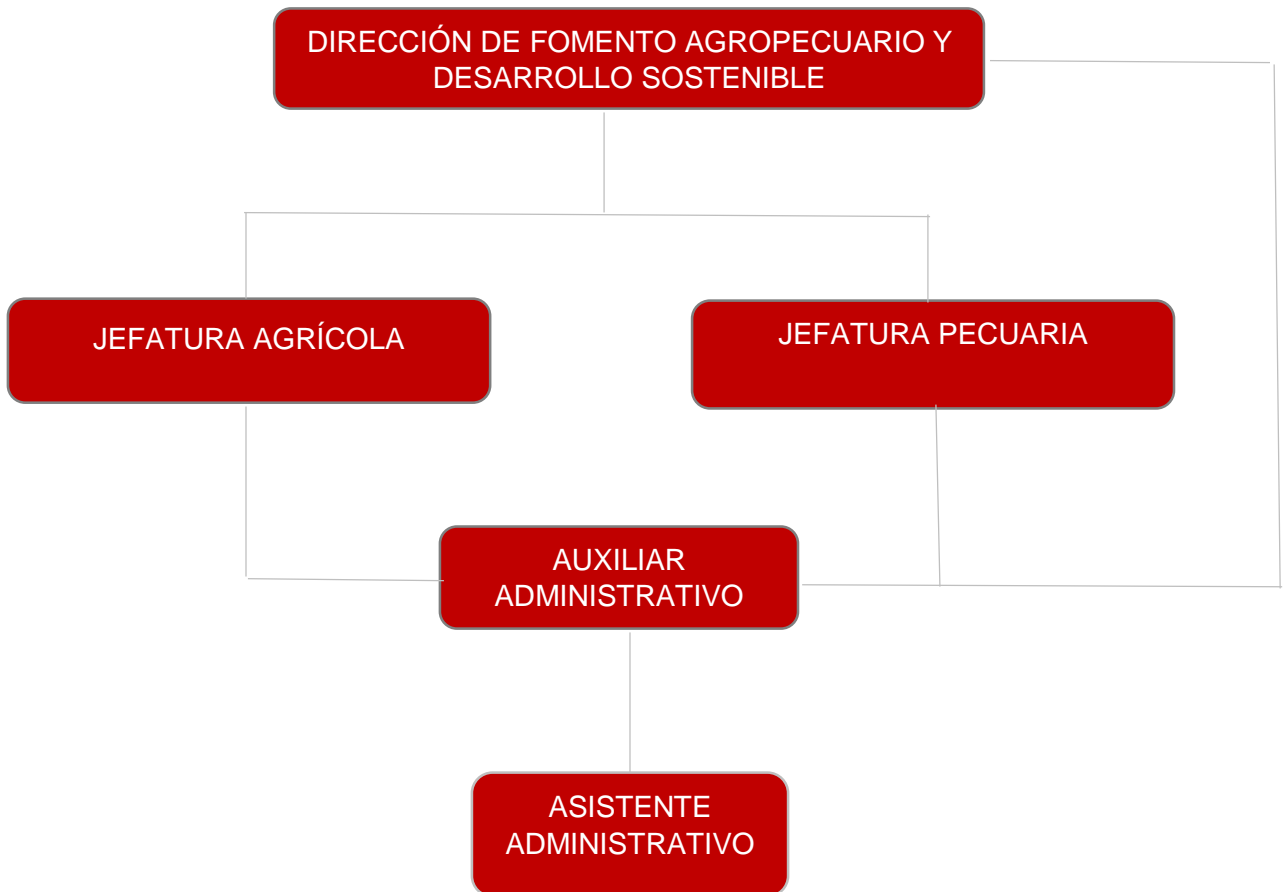 DIRECCIÓN DE FOMENTO AGROPECUARIO Y
DESARROLLO SOSTENIBLE
JEFATURA AGRÍCOLA
JEFATURA PECUARIA
AUXILIAR
ADMINISTRATIVO
ASISTENTE
ADMINISTRATIVO